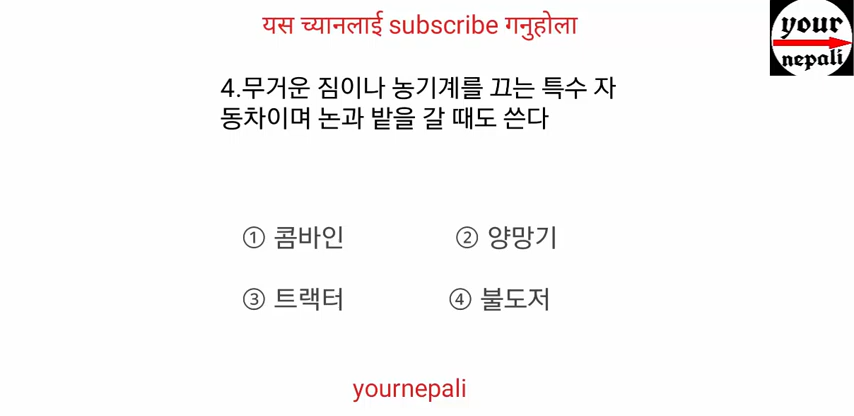 यस च्यानलाई subscribe गनुहोला
your
nepali
4.무거운 짐이나 농기계를 끄는 특수 자
동차이며 논과 밭을 갈 때도 쓴다
① 콤바인 ② 양망기
③ 트랙터 ④ 불도저
yournepali